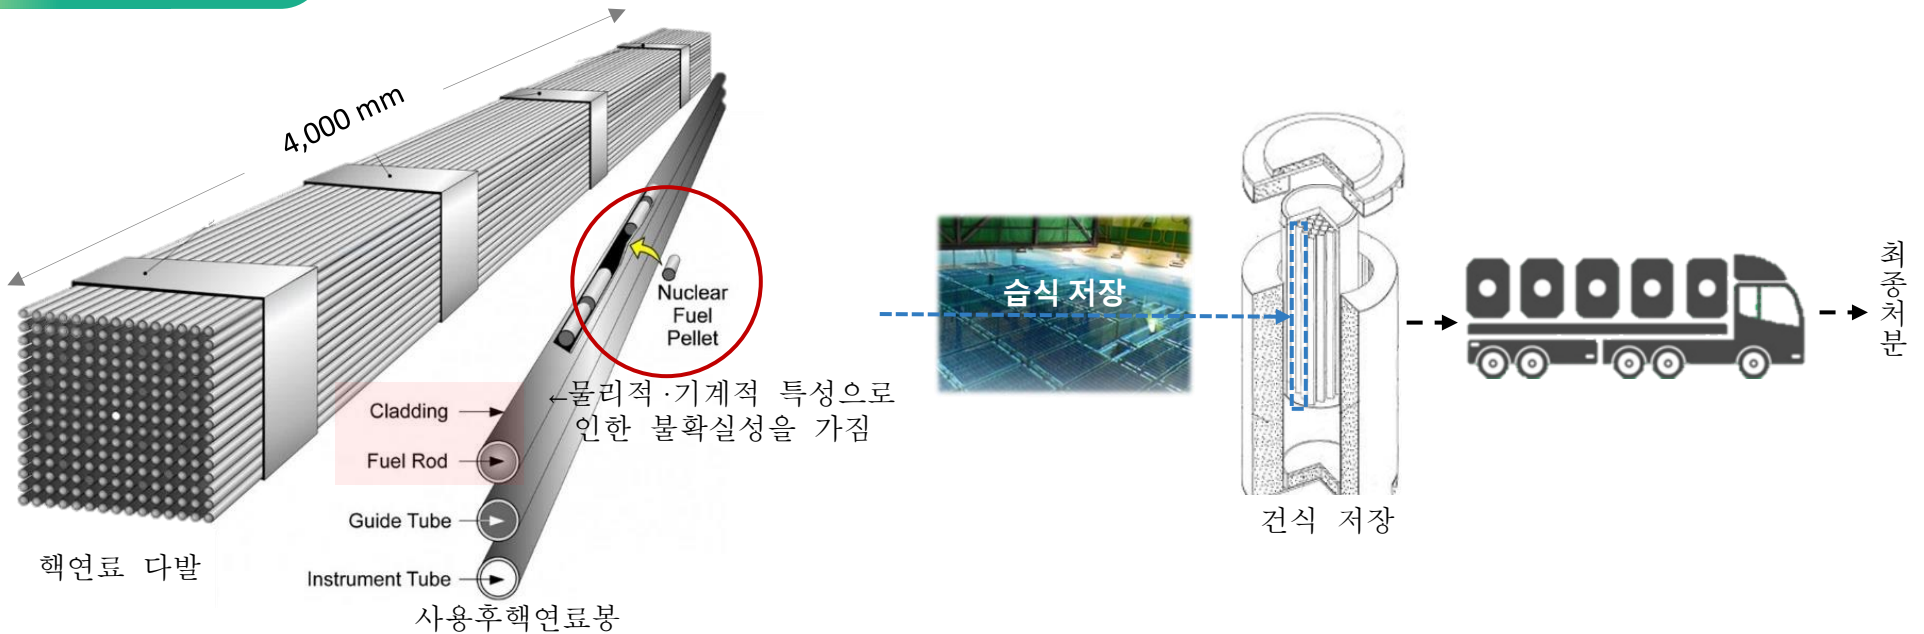 4,000 mm
Nuclear
Fuel
Pellet
←물리적·기계적 특성으로
인한 불확실성을 가짐
Cladding
Fuel Rod
Guide Tube
Instrument Tube
핵연료 다발
사용후핵연료봉
습식 저장
건식 저장
최종처분